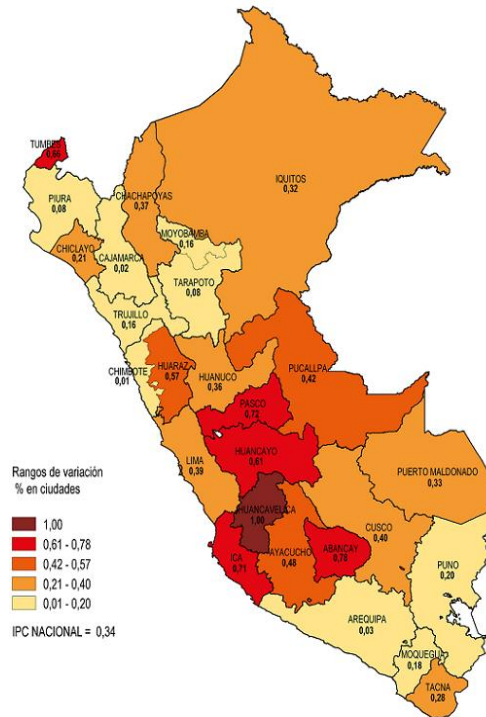 TUMBES
0,66
PIURA
0,08
CHACHAPOYAS
0,37
IQUITOS
0,32
MOYOBAMBA
0,16
CHICLAYO
0,21
CAJAMARCA
0,02
TARAPOTO
0,08
TRUJILLO
0,16
CHIMBOTE
0,01
HUARAZ
0,57
HUANUCO
0,36
PUCALLPA
0,42
PASCO
0,72
LIMA
0,39
HUANCAYO
0,61
PUERTO MALDONADO
0,33
HUANCAVELICA
1,00
CUSCO
0,40
ICA
0,71
AYACUCHO
0,48
ABANCAY
0,78
PUNO
0,20
AREQUIPA
0,03
MOQUEGUA
0,18
TACNA
0,28
Rangos de variación
% en ciudades
1,00
0,61 - 0,78
0,42 - 0,57
0,21 - 0,40
0,01 - 0,20
IPC NACIONAL = 0,34